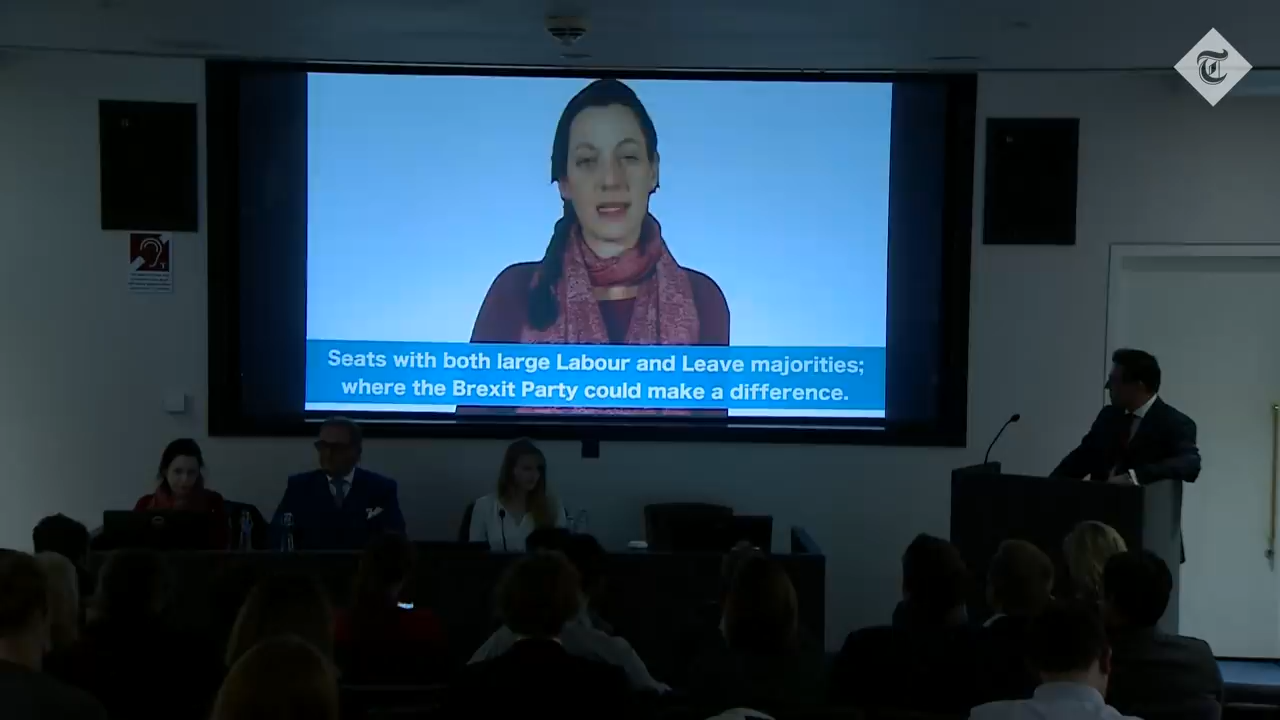 Seats with both large Labour and Leave majorities;
where the Brexit Party could make a difference.
T
T